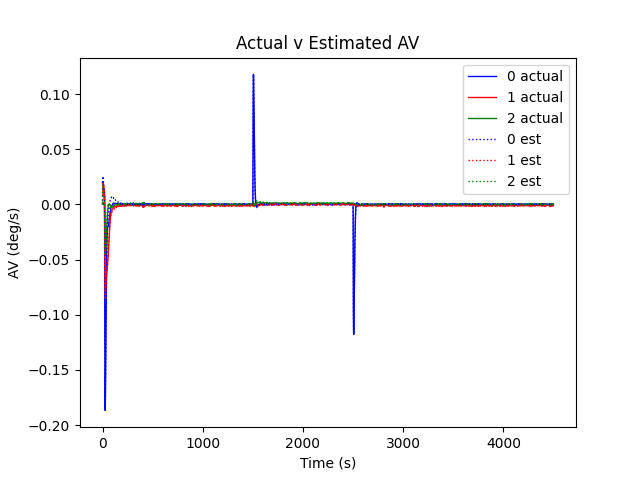 Actual v Estimated AV
0 actual
1 actual
2 actual
0 est
1 est
2 est
0.10
0.05
0.00
−0.05
−0.10
−0.15
−0.20
AV (deg/s)
0 1000 2000 3000 4000
Time (s)